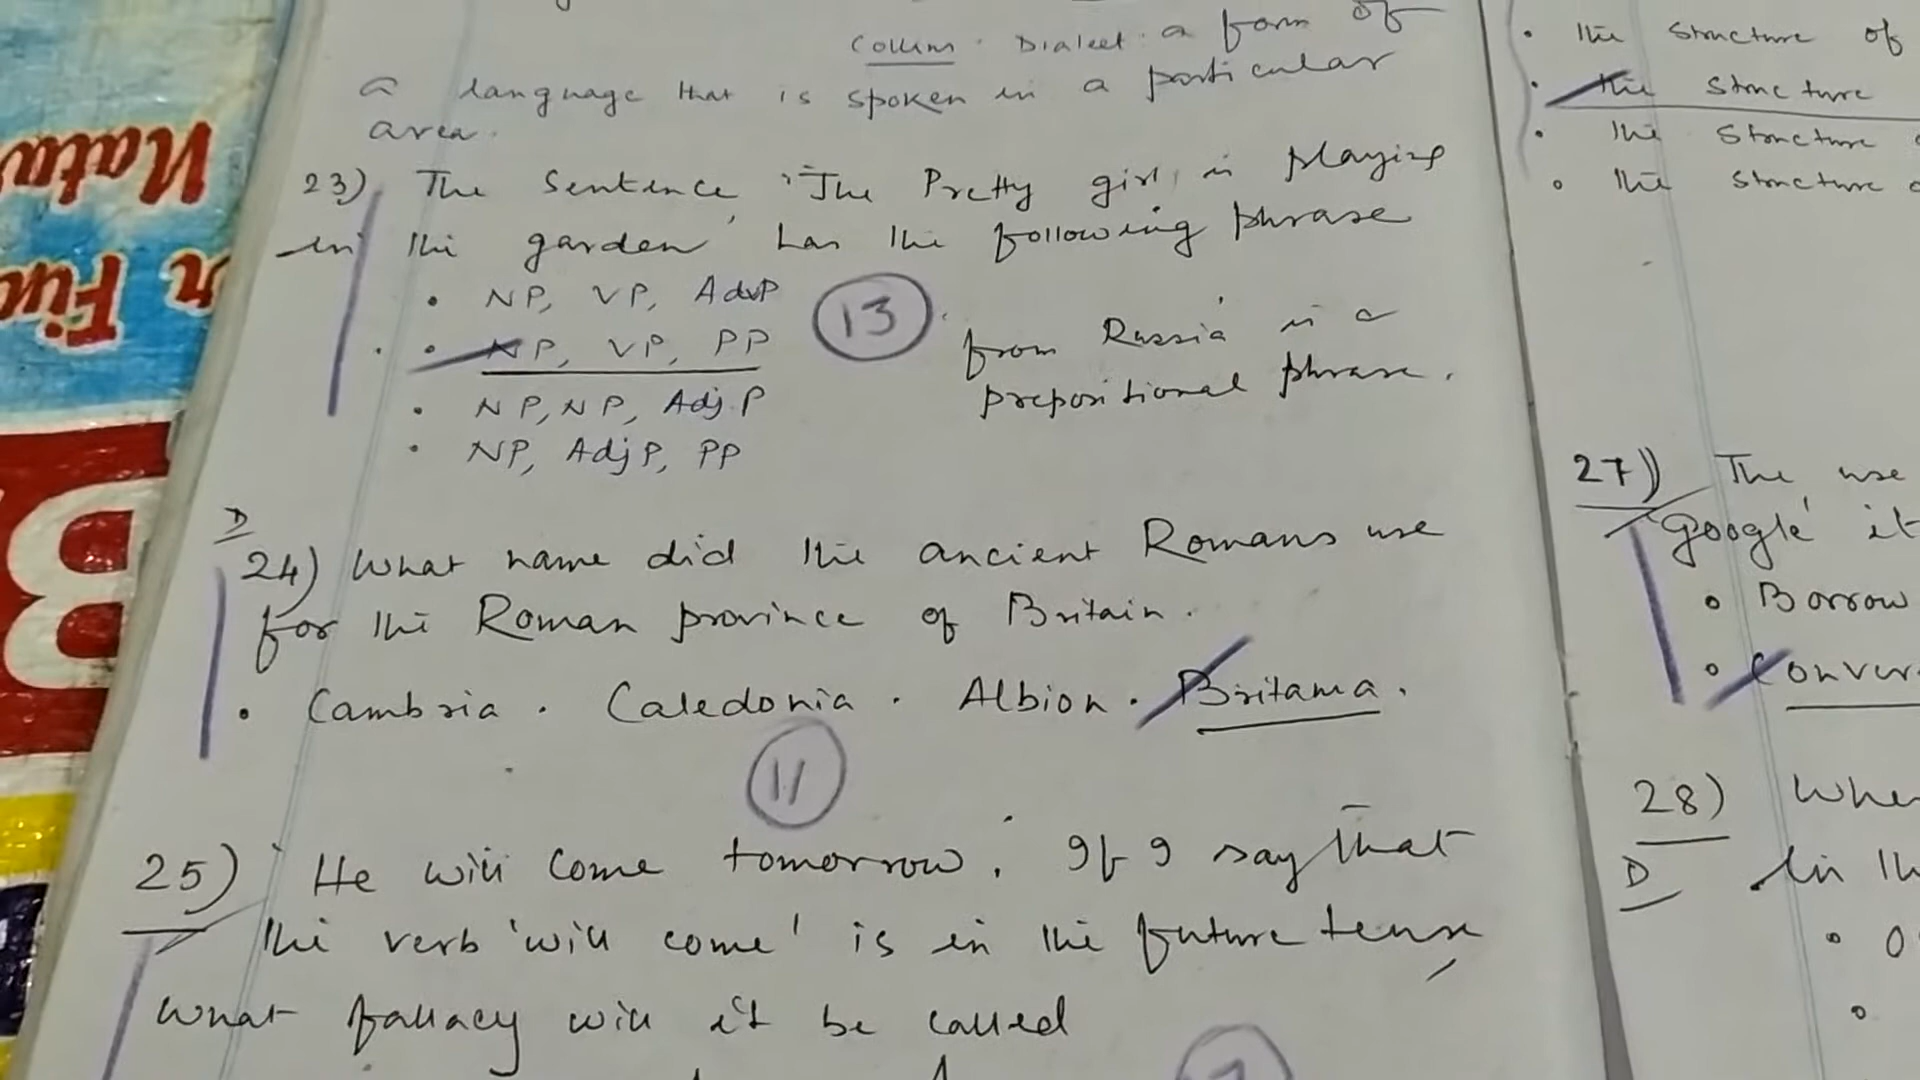 Collins. Dialect: a form of
a language that is spoken in a particular
area.
23) The Sentence 'The Pretty girl is playing
in the garden' has the following phrase
• NP, VP, AdvP
• NP, VP, PP
• NP, NP, Adj P
• NP, Adj P, PP
13
from Russia' is a
prepositional phrase.
D
24) What name did the ancient Romans use
for the Roman province of Britain.
• Cambria . Caledonia . Albion . Britania.
11
25) 'He will come tomorrow.' If I say that
the verb 'will come' is in the future tense,
what fallacy will it be called
• The structure of
• The structure
• The structure
• The structure
27) The use
google' it
• Borrow
• Conver
28) Whe
D
In th